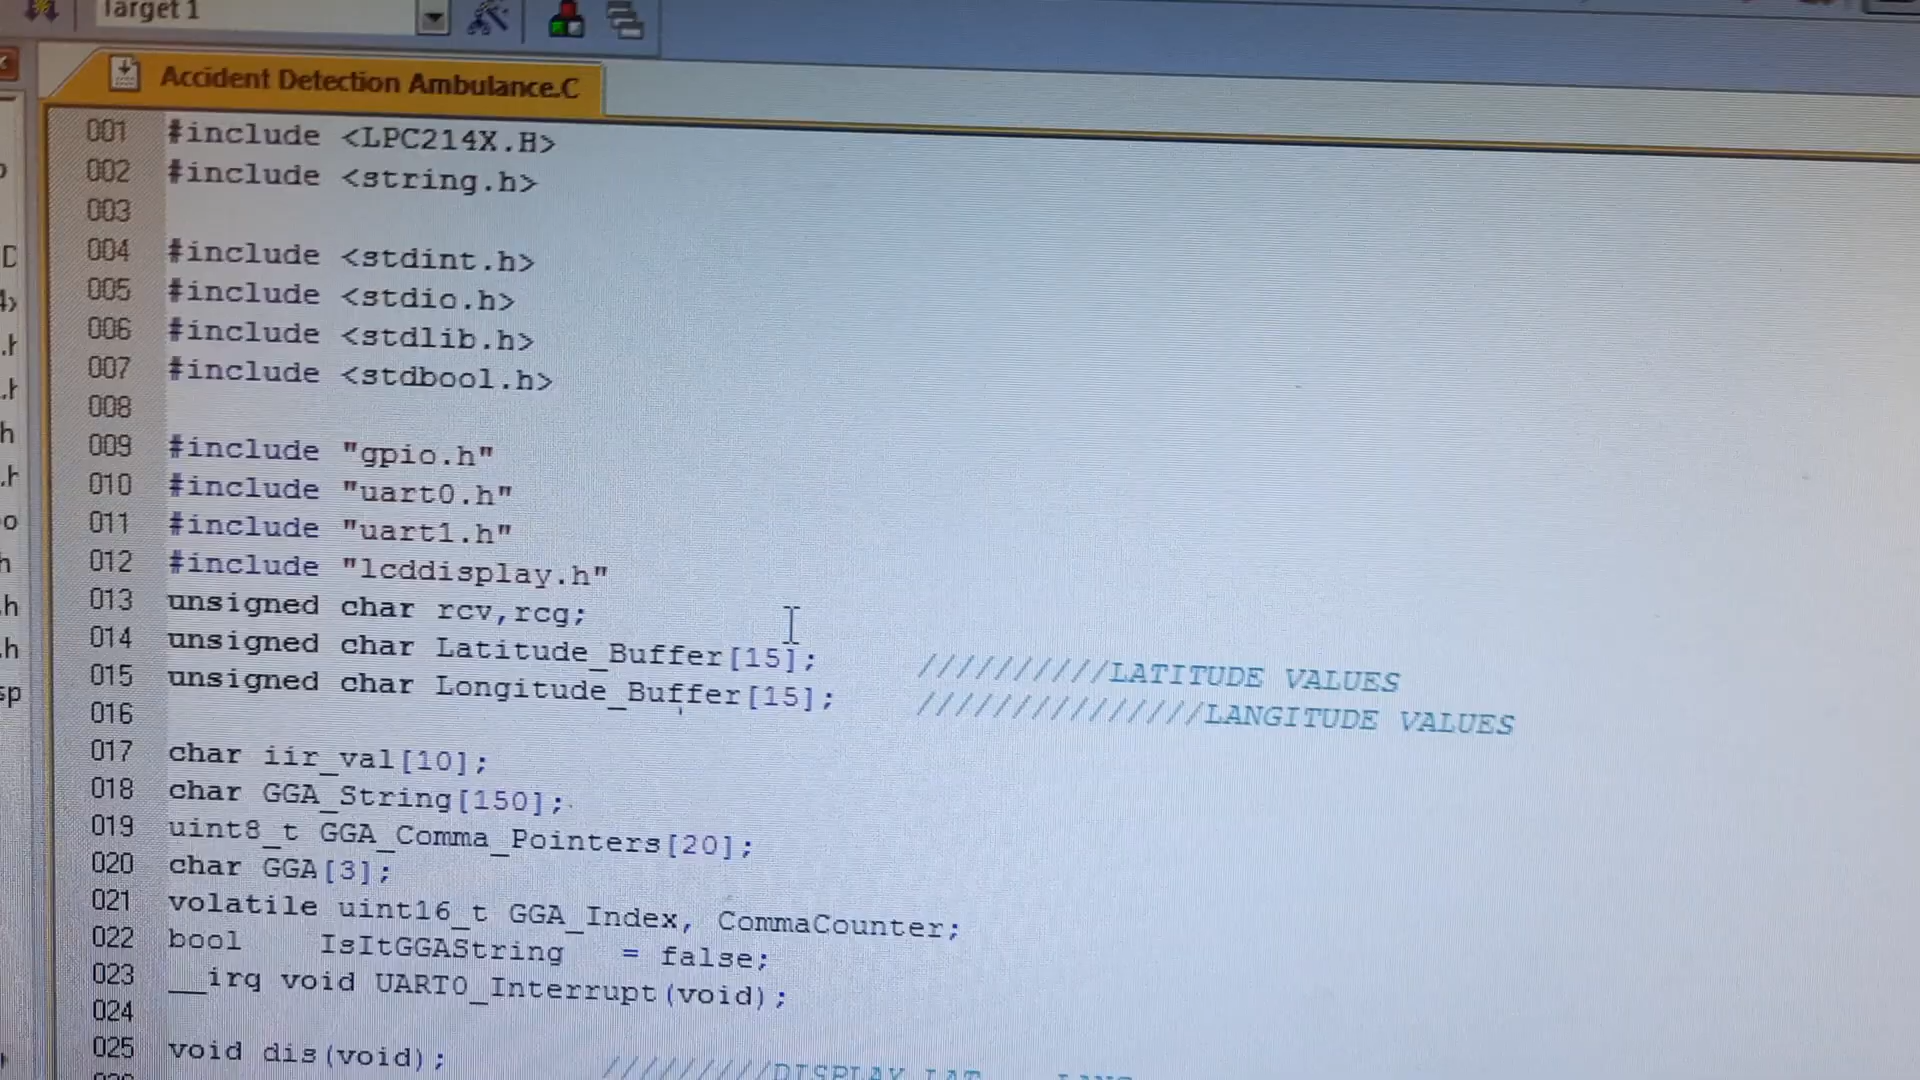 Target 1
Accident Detection Ambulance.C
001 #include <LPC214X.H>
002 #include <string.h>
003
004 #include <stdint.h>
005 #include <stdio.h>
006 #include <stdlib.h>
007 #include <stdbool.h>
008
009 #include "gpio.h"
010 #include "uart0.h"
011 #include "uart1.h"
012 #include "lcddisplay.h"
013 unsigned char rcv,rcg;
014 unsigned char Latitude_Buffer[15]; //////////LATITUDE VALUES
015 unsigned char Longitude_Buffer[15]; ///////////////LANGITUDE VALUES
016
017 char iir_val[10];
018 char GGA_String[150];
019 uint8_t GGA_Comma_Pointers[20];
020 char GGA[3];
021 volatile uint16_t GGA_Index, CommaCounter;
022 bool IsItGGAString = false;
023 __irq void UART0_Interrupt(void);
024
025 void dis(void); /////////DISPLAY LAT